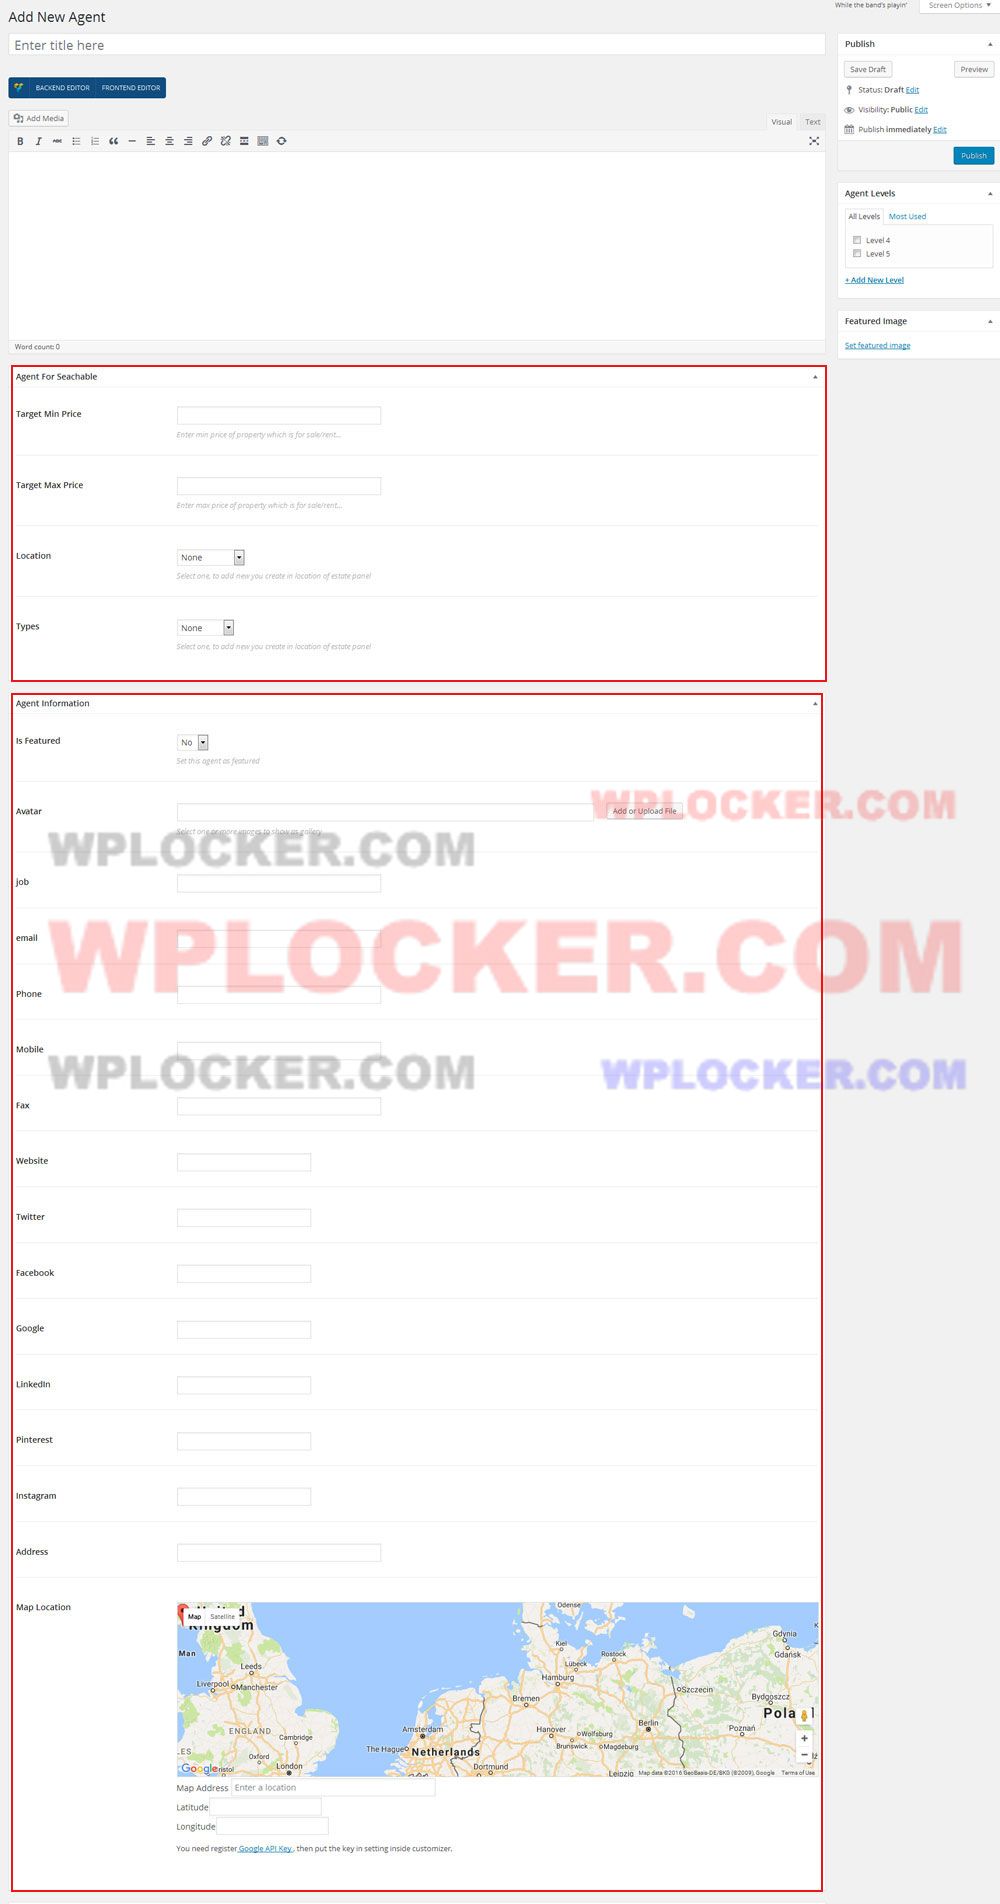 While the band's playin'
Screen Options
Add New Agent
Enter title here
BACKEND EDITOR FRONTEND EDITOR
Add Media
Visual Text
B I ABC
Word count: 0
Publish
Save Draft Preview
Status: Draft Edit
Visibility: Public Edit
Publish immediately Edit
Publish
Agent Levels
All Levels Most Used
Level 4
Level 5
+ Add New Level
Featured Image
Set featured image
Agent For Seachable
Target Min Price
Enter min price of property which is for sale/rent...
Target Max Price
Enter max price of property which is for sale/rent...
Location None
Select one, to add new you create in location of estate panel
Types None
Select one, to add new you create in location of estate panel
Agent Information
Is Featured No
Set this agent as featured
WPLOCKER.COM
Avatar Add or Upload File
Select one or more images to show as gallery
WPLOCKER.COM
job
email
WPLOCKER.COM
Phone
Mobile
WPLOCKER.COM WPLOCKER.COM
Fax
Website
Twitter
Facebook
Google
LinkedIn
Pinterest
Instagram
Address
Map Location
Map Satellite
Kingdom
Odense
Man
Leeds
Liverpool Manchester
ENGLAND
Cambridge
Oxford
London
Kiel
Rostock
Lübeck
Hamburg
Gdynia
Gdańsk
Szczecin
Bydgoszcz
Bremen
Amsterdam
Hanover
Wolfsburg
Berlin
Poznań
The Hague
Netherlands
Brunswick Magdeburg
Dortmund
Leipzig
Google
Map data ©2016 GeoBasis-DE/BKG (©2009), Google Terms of Use
Map Address Enter a location
Latitude
Longitude
You need register Google API Key , then put the key in setting inside customizer.